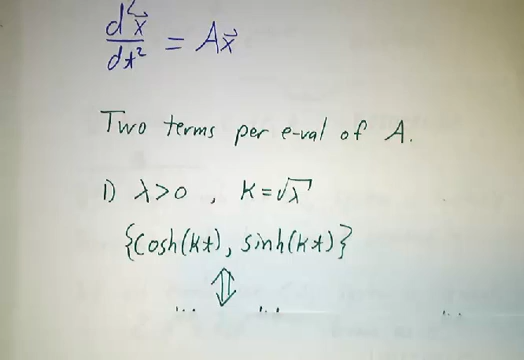 d²x⃗/dt² = Ax⃗
Two terms per e-val of A.
1) λ>0 , K=√λ
{cosh(kt), sinh(kt)}
⇕